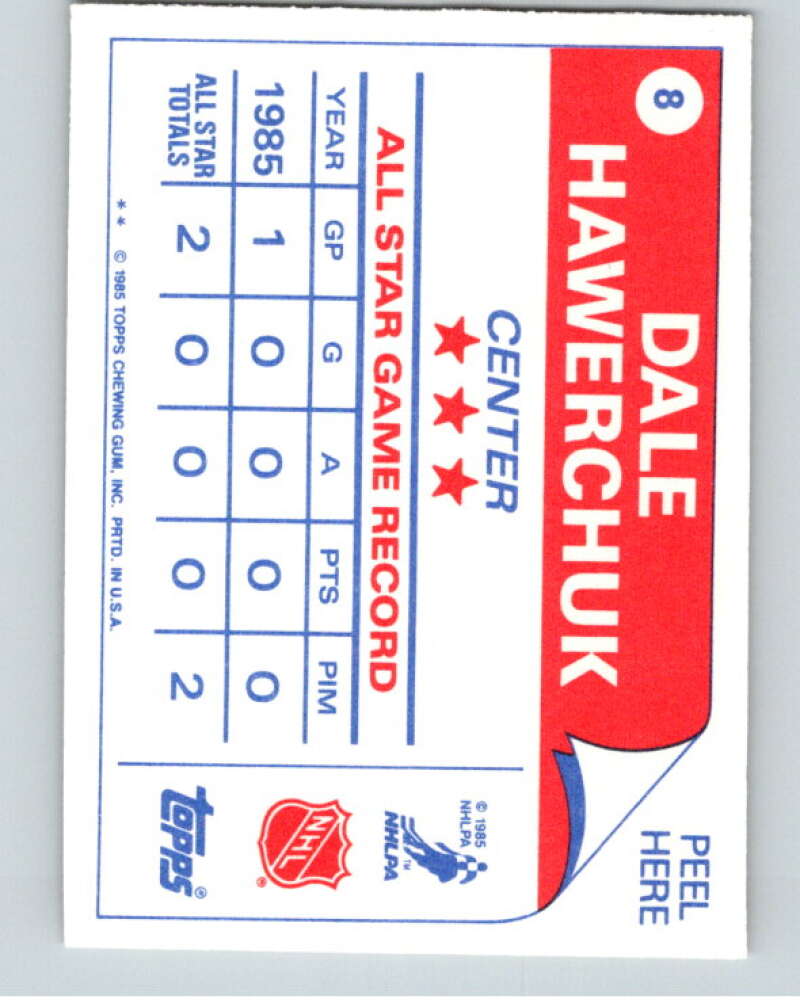 8
DALE
HAWERCHUK
PEEL
HERE
CENTER
ALL STAR GAME RECORD
YEAR GP G A PTS PIM
1985 1 0 0 0 0
ALL STAR
TOTALS 2 0 0 0 2
** © 1985 TOPPS CHEWING GUM, INC. PRTD. IN U.S.A.
© 1985
NHLPA
NHLPA™
NHL®
topps®